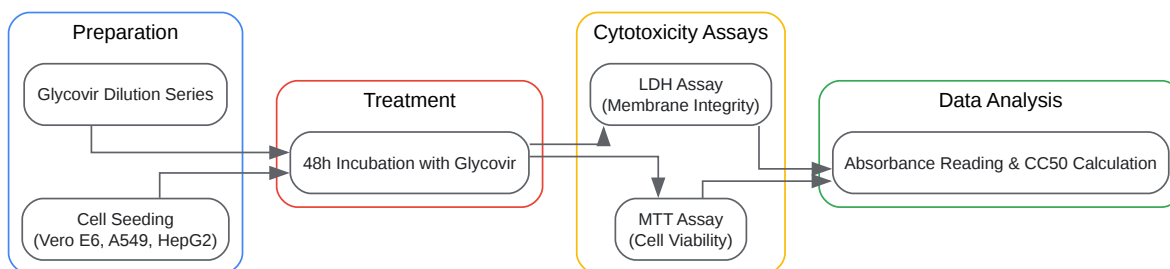 Preparation
Glycovir Dilution Series
Cell Seeding
(Vero E6, A549, HepG2)
Treatment
48h Incubation with Glycovir
Cytotoxicity Assays
LDH Assay
(Membrane Integrity)
MTT Assay
(Cell Viability)
Data Analysis
Absorbance Reading & CC50 Calculation